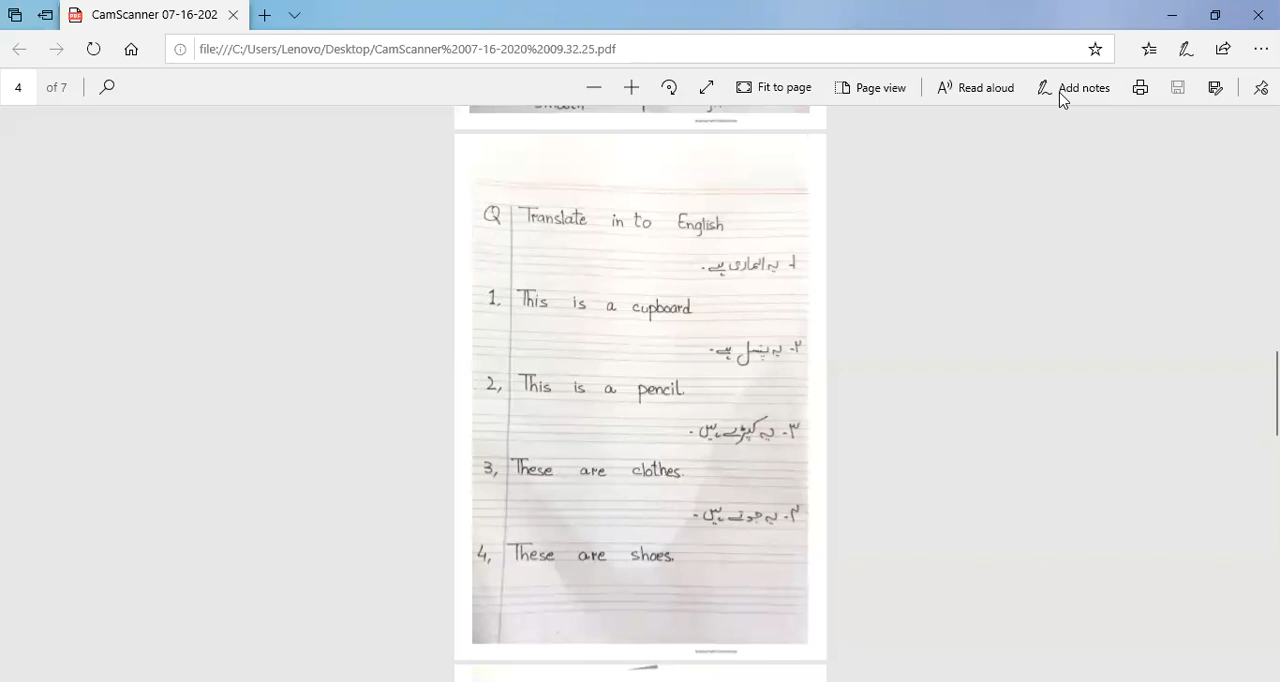 CamScanner 07-16-202
file:///C:/Users/Lenovo/Desktop/CamScanner%2007-16-2020%2009.32.25.pdf
4 of 7 Fit to page Page view Read aloud Add notes
Smooth
Q Translate in to English
۱۔ یہ الماری ہے۔
1. This is a cupboard
۲۔ یہ پنسل ہے۔
2, This is a pencil.
۳۔ یہ کپڑے ہیں۔
3, These are clothes.
۴۔ یہ جوتے ہیں۔
4, These are shoes.